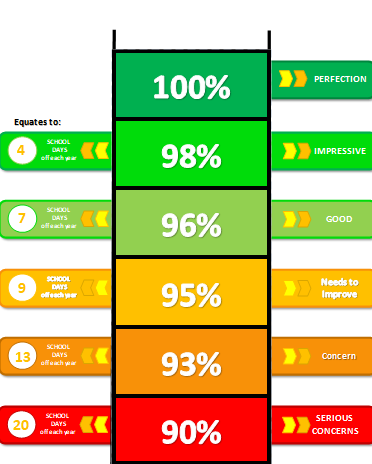 100%
PERFECTION
Equates to:
4
SCHOOL
DAYS
off each year
98%
IMPRESSIVE
7
SCHOOL
DAYS
off each year
96%
GOOD
9
SCHOOL
DAYS
off each year
95%
Needs to
Improve
13
SCHOOL
DAYS
off each year
93%
Concern
20
SCHOOL
DAYS
off each year
90%
SERIOUS
CONCERNS